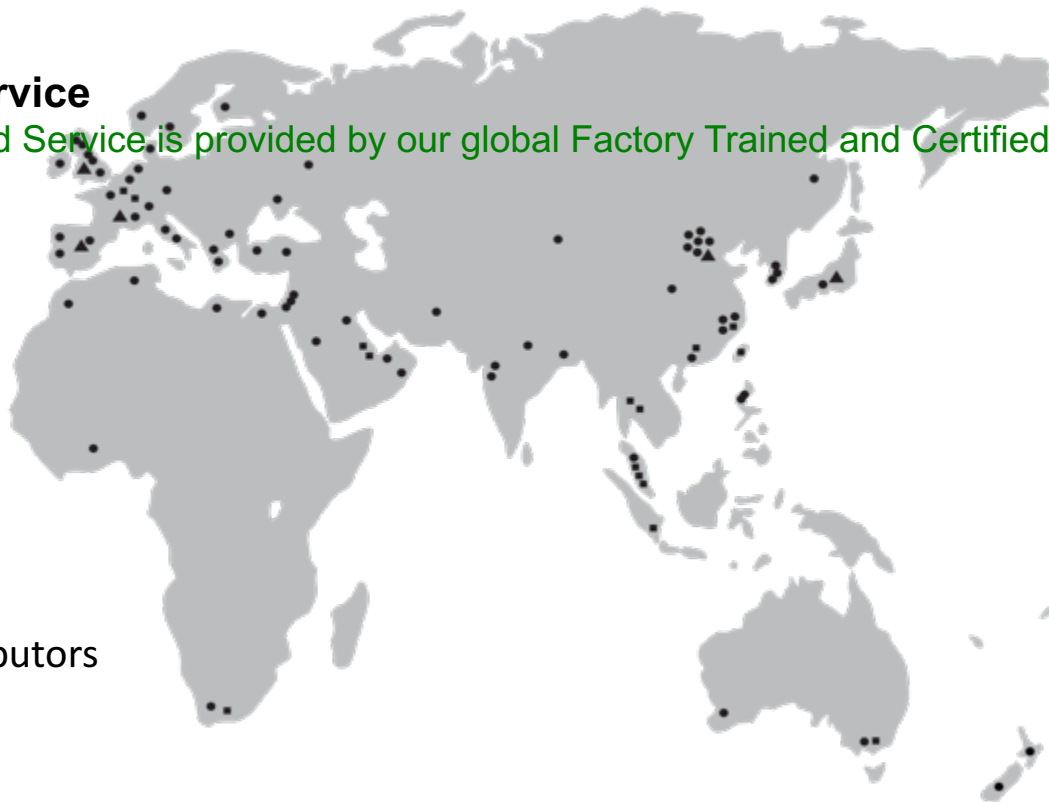 rvice
d Service is provided by our global Factory Trained and Certified
butors